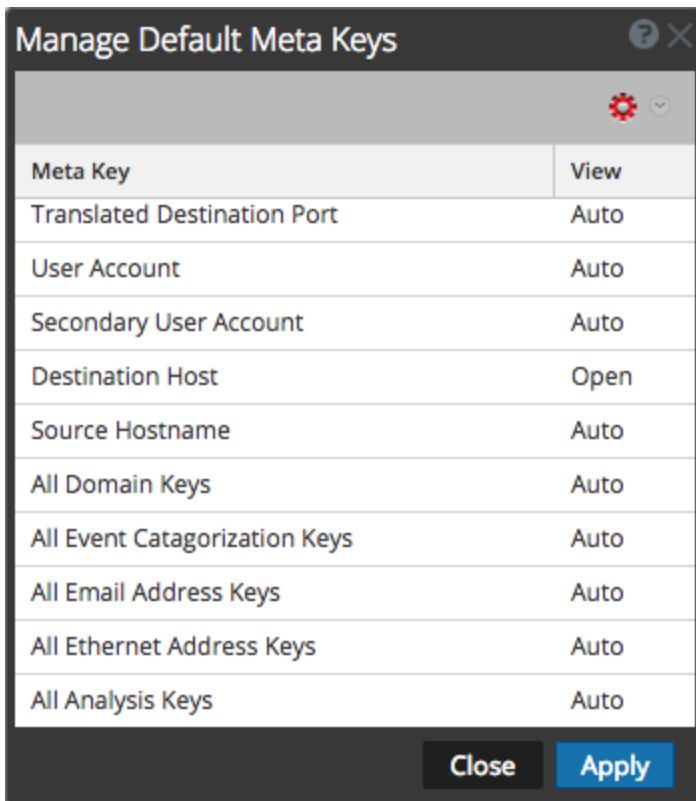 Manage Default Meta Keys
Meta Key View
Translated Destination Port Auto
User Account Auto
Secondary User Account Auto
Destination Host Open
Source Hostname Auto
All Domain Keys Auto
All Event Catagorization Keys Auto
All Email Address Keys Auto
All Ethernet Address Keys Auto
All Analysis Keys Auto
Close Apply